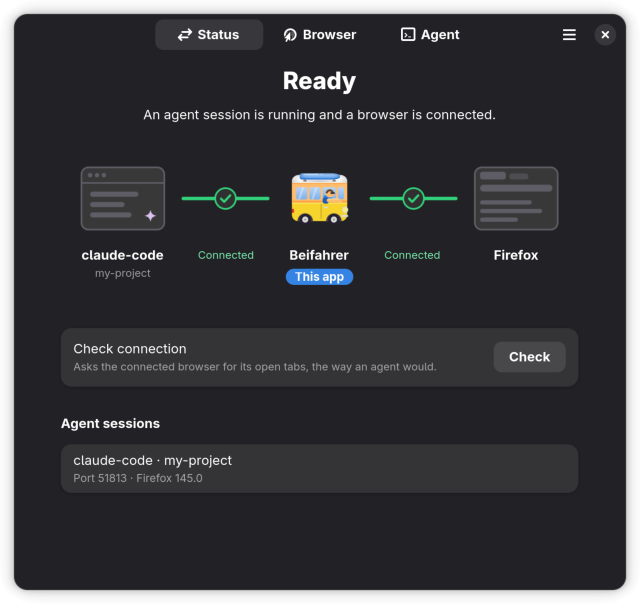 Status
Browser
Agent
Ready
An agent session is running and a browser is connected.
claude-code
my-project
Connected
Beifahrer
This app
Connected
Firefox
Check connection
Asks the connected browser for its open tabs, the way an agent would.
Check
Agent sessions
claude-code · my-project
Port 51813 · Firefox 145.0